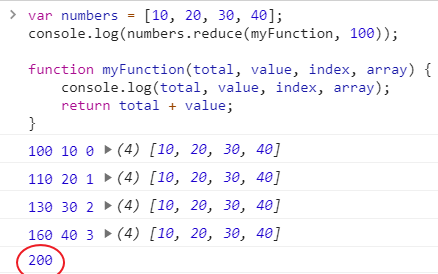 var numbers = [10, 20, 30, 40];
console.log(numbers.reduce(myFunction, 100));
function myFunction(total, value, index, array) {
console.log(total, value, index, array);
return total + value;
}
100 10 0 ▶(4) [10, 20, 30, 40]
110 20 1 ▶(4) [10, 20, 30, 40]
130 30 2 ▶(4) [10, 20, 30, 40]
160 40 3 ▶(4) [10, 20, 30, 40]
200